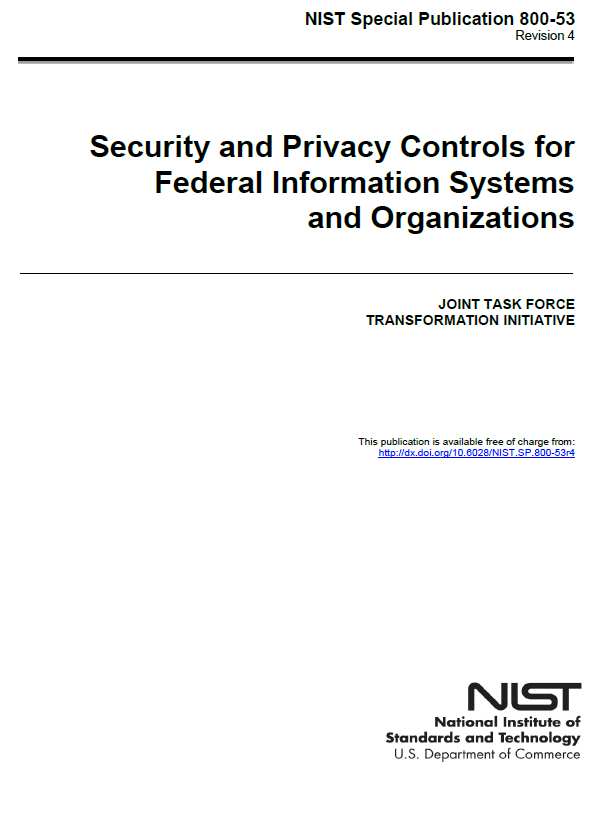 NIST Special Publication 800-53
Revision 4
Security and Privacy Controls for
Federal Information Systems
and Organizations
JOINT TASK FORCE
TRANSFORMATION INITIATIVE
This publication is available free of charge from:
http://dx.doi.org/10.6028/NIST.SP.800-53r4
NIST
National Institute of
Standards and Technology
U.S. Department of Commerce